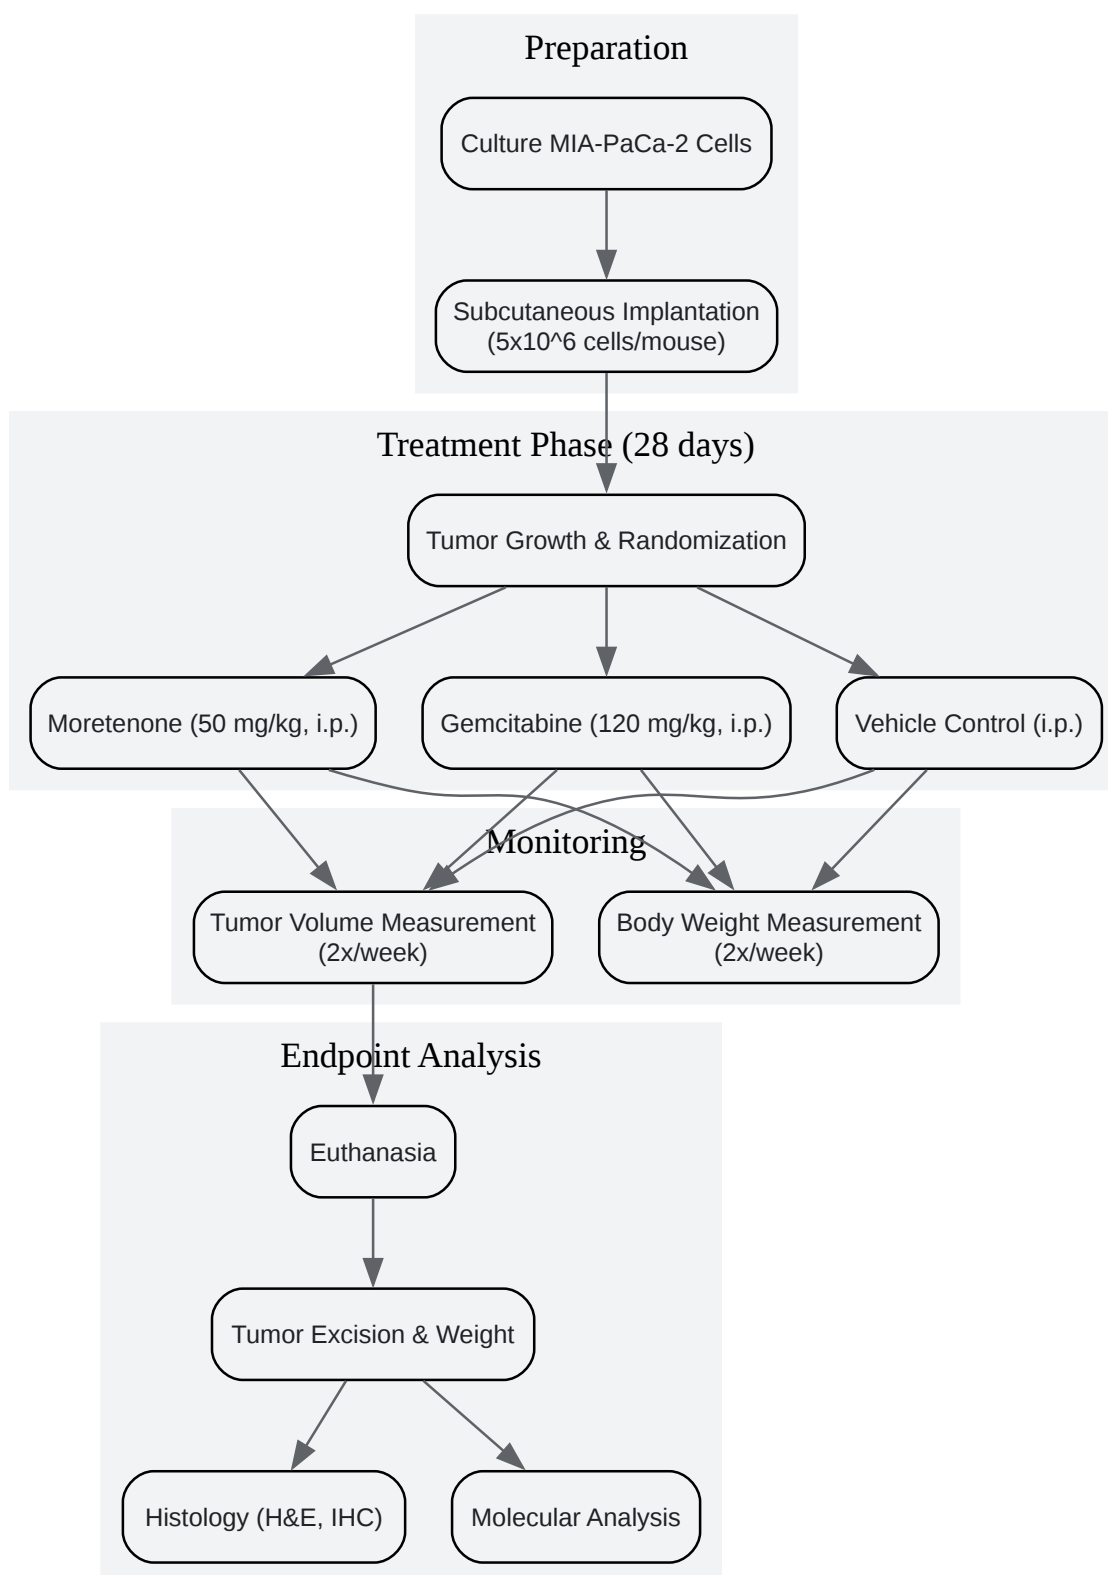 Preparation
Culture MIA-PaCa-2 Cells
Subcutaneous Implantation
(5x10^6 cells/mouse)
Treatment Phase (28 days)
Tumor Growth & Randomization
Moretenone (50 mg/kg, i.p.)
Gemcitabine (120 mg/kg, i.p.)
Vehicle Control (i.p.)
Monitoring
Tumor Volume Measurement
(2x/week)
Body Weight Measurement
(2x/week)
Endpoint Analysis
Euthanasia
Tumor Excision & Weight
Histology (H&E, IHC)
Molecular Analysis